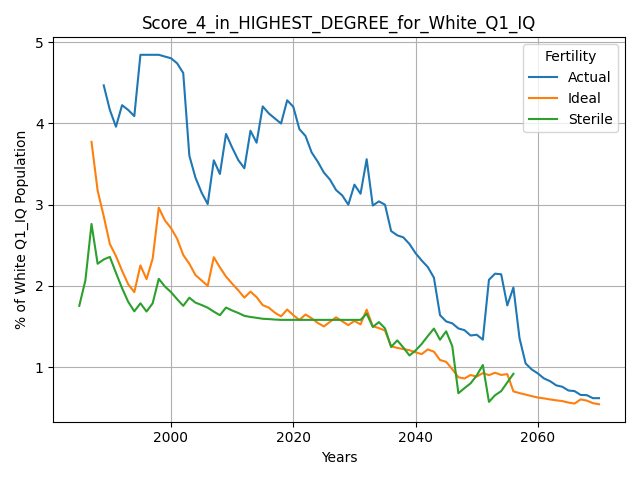 Score_4_in_HIGHEST_DEGREE_for_White_Q1_IQ
% of White Q1_IQ Population
5
4
3
2
1
Fertility
Actual
Ideal
Sterile
2000
2020
2040
2060
Years